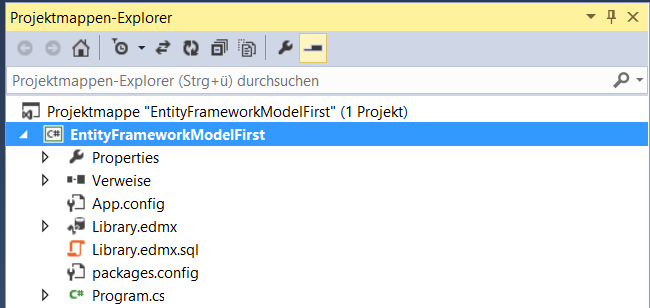 Projektmappen-Explorer
Projektmappen-Explorer (Strg+ü) durchsuchen
Projektmappe "EntityFrameworkModelFirst" (1 Projekt)
C# EntityFrameworkModelFirst
Properties
Verweise
App.config
Library.edmx
Library.edmx.sql
packages.config
C# Program.cs